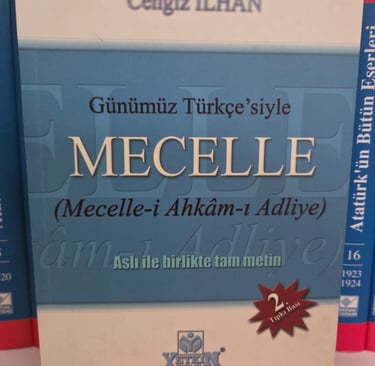 Cengiz İLHAN
Günümüz Türkçe'siyle
MECELLE
(Mecelle-i Ahkâm-ı Adliye)
Aslı ile birlikte tam metin
2.
Tıpkı Bası
YETKİN
Atatürk'ün Bütün Eserleri
16
1923
1924
20